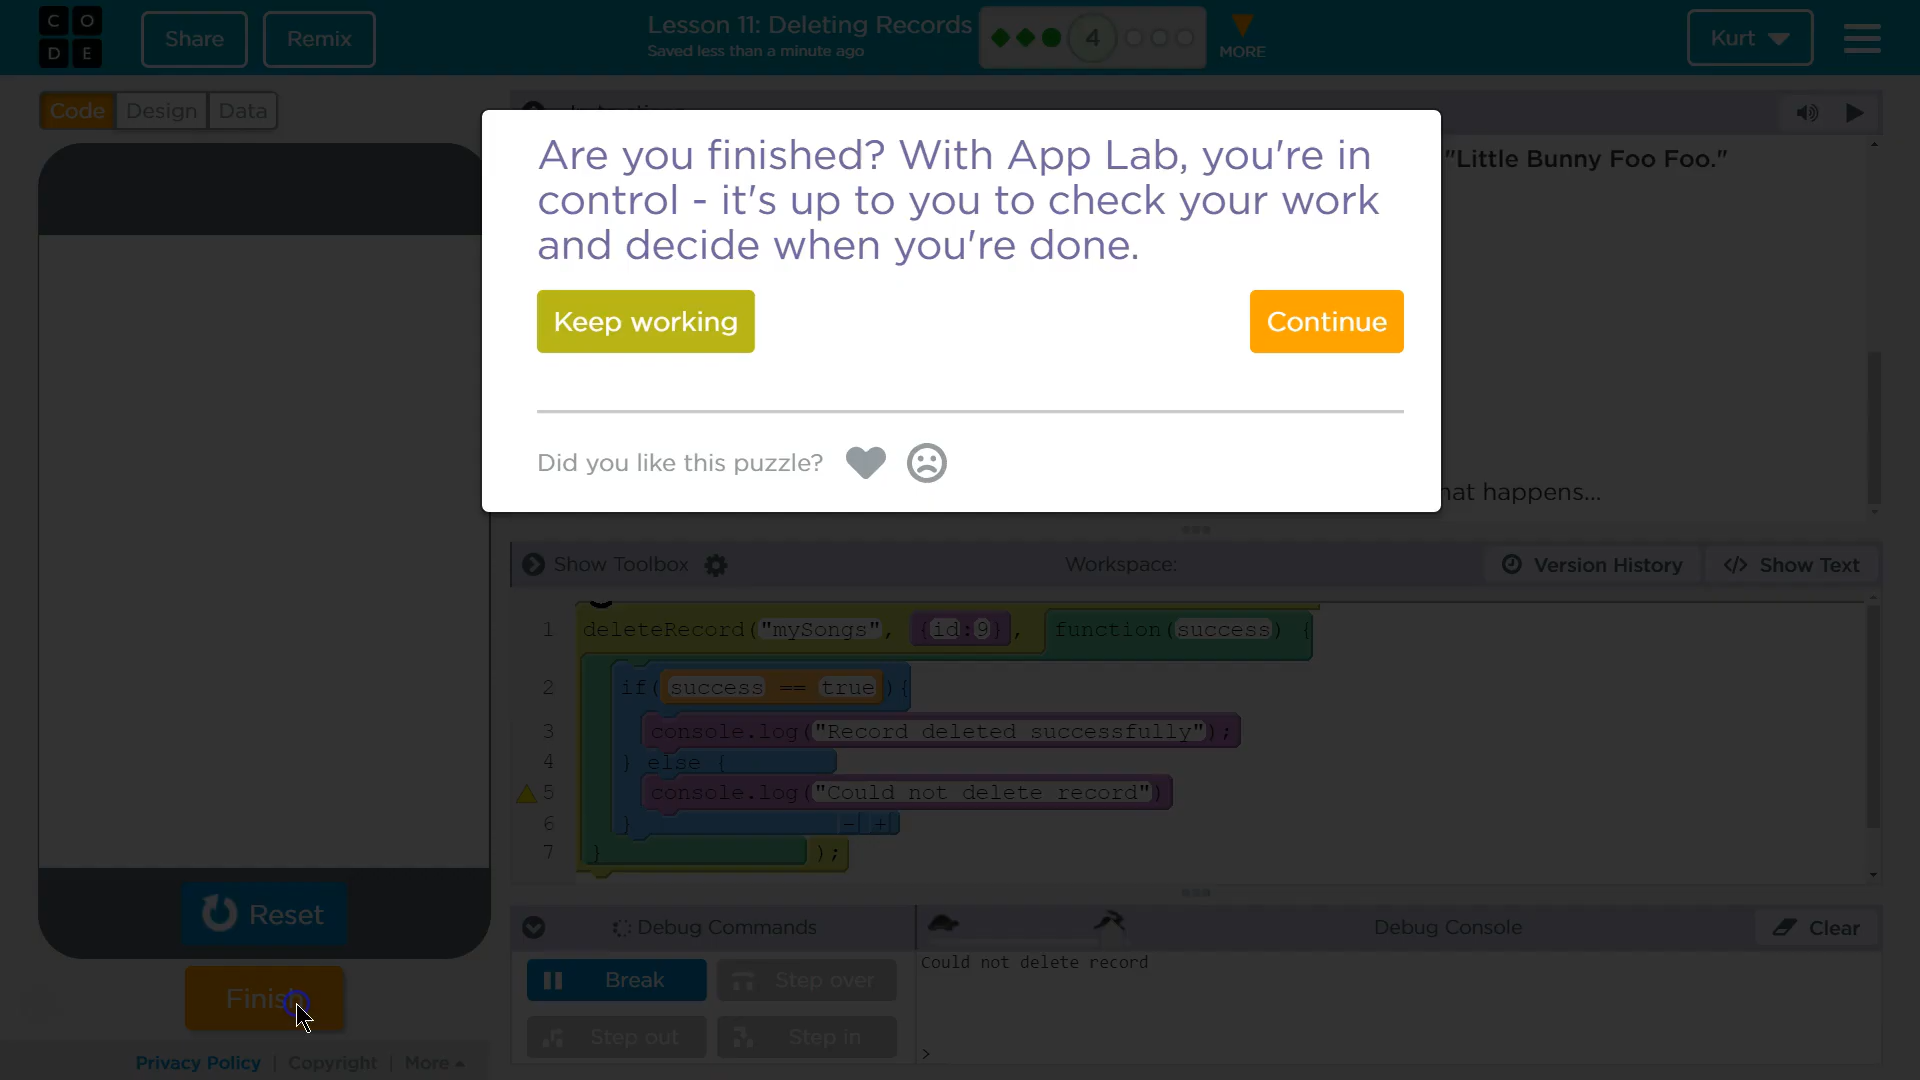 C O
D E
Share
Remix
Lesson 11: Deleting Records
Saved less than a minute ago
4
MORE
Kurt
Code
Design
Data
"Little Bunny Foo Foo."
Are you finished? With App Lab, you're in
control - it's up to you to check your work
and decide when you're done.
Keep working
Continue
Did you like this puzzle?
hat happens...
Show Toolbox
Workspace:
Version History
</> Show Text
1 deleteRecord("mySongs", {id:9}, function(success) {
2 if(success == true){
3 console.log("Record deleted successfully");
4 } else {
5 console.log("Could not delete record")
6 } - +
7 } );
Reset
Finish
Debug Commands
Debug Console
Clear
Break
Step over
Step out
Step in
Could not delete record
>
Privacy Policy | Copyright | More